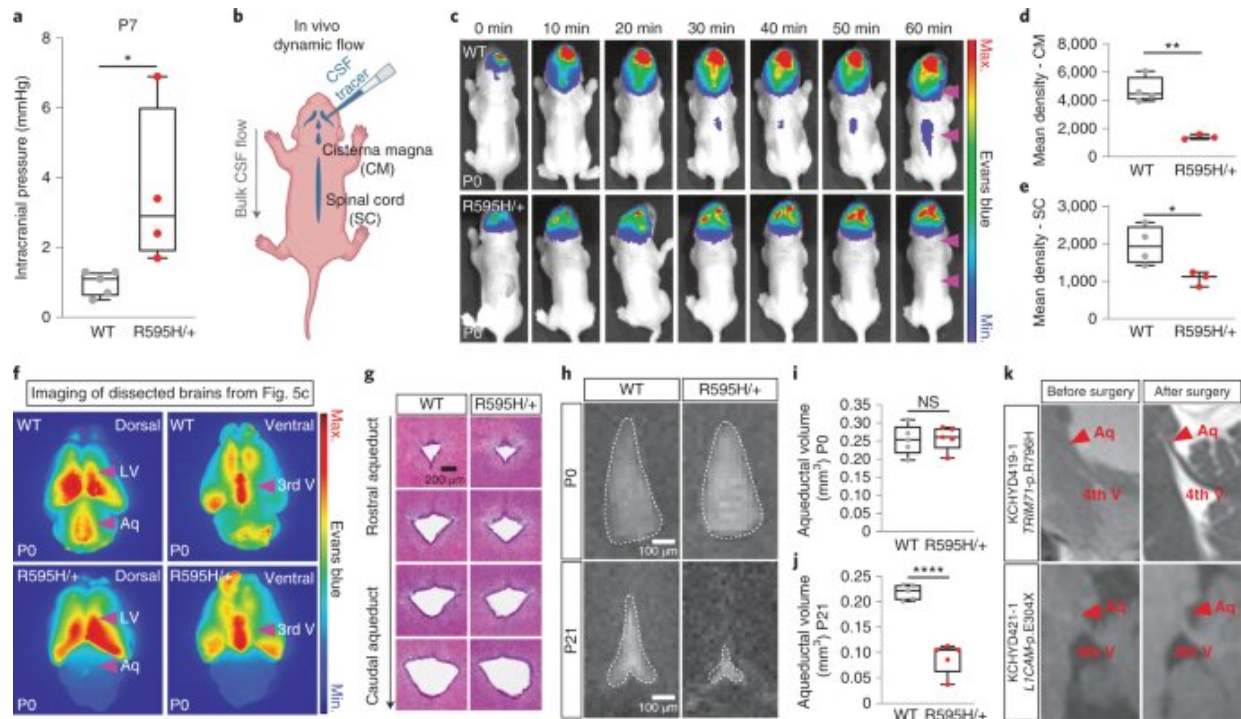 a
P7
Intracranial pressure (mmHg)
8
6
4
2
0
*
WT
R595H/+
b
In vivo
dynamic flow
CSF
tracer
Bulk CSF flow
Cisterna magna
(CM)
Spinal cord
(SC)
c
0 min 10 min 20 min 30 min 40 min 50 min 60 min
WT
P0
R595H/+
P0
Max.
Evans blue
Min.
d
Mean density - CM
8,000
6,000
4,000
2,000
0
**
WT
R595H/+
e
Mean density - SC
3,000
2,000
1,000
0
*
WT
R595H/+
f
Imaging of dissected brains from Fig. 5c
WT Dorsal
LV
Aq
P0
WT Ventral
3rd V
P0
R595H/+ Dorsal
LV
Aq
P0
R595H/+ Ventral
3rd V
P0
Max.
Evans blue
Min.
g
WT R595H/+
200 μm
Rostral aqueduct
Caudal aqueduct
h
WT R595H/+
P0
100 μm
P21
100 μm
i
Aqueductal volume
(mm³) P0
0.35
0.30
0.25
0.20
0.15
0.10
0.05
0
NS
WT R595H/+
j
Aqueductal volume
(mm³) P21
0.25
0.20
0.15
0.10
0.05
0
****
WT R595H/+
k
Before surgery After surgery
KCHYD419-1
TRIM71-p.R796H
Aq
4th V
Aq
4th V
KCHYD421-1
L1CAM-p.E304X
Aq
4th V
Aq
4th V